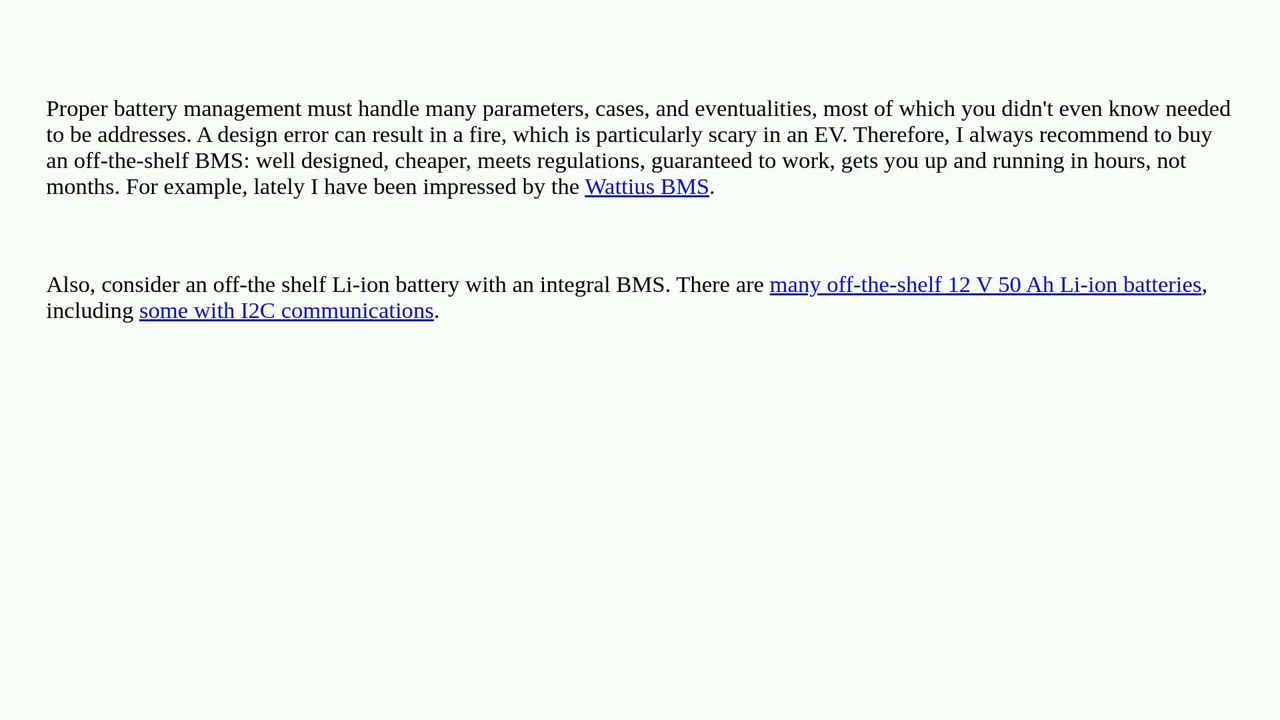 Proper battery management must handle many parameters, cases, and eventualities, most of which you didn't even know needed
to be addresses. A design error can result in a fire, which is particularly scary in an EV. Therefore, I always recommend to buy
an off-the-shelf BMS: well designed, cheaper, meets regulations, guaranteed to work, gets you up and running in hours, not
months. For example, lately I have been impressed by the Wattius BMS.
Also, consider an off-the shelf Li-ion battery with an integral BMS. There are many off-the-shelf 12 V 50 Ah Li-ion batteries,
including some with I2C communications.